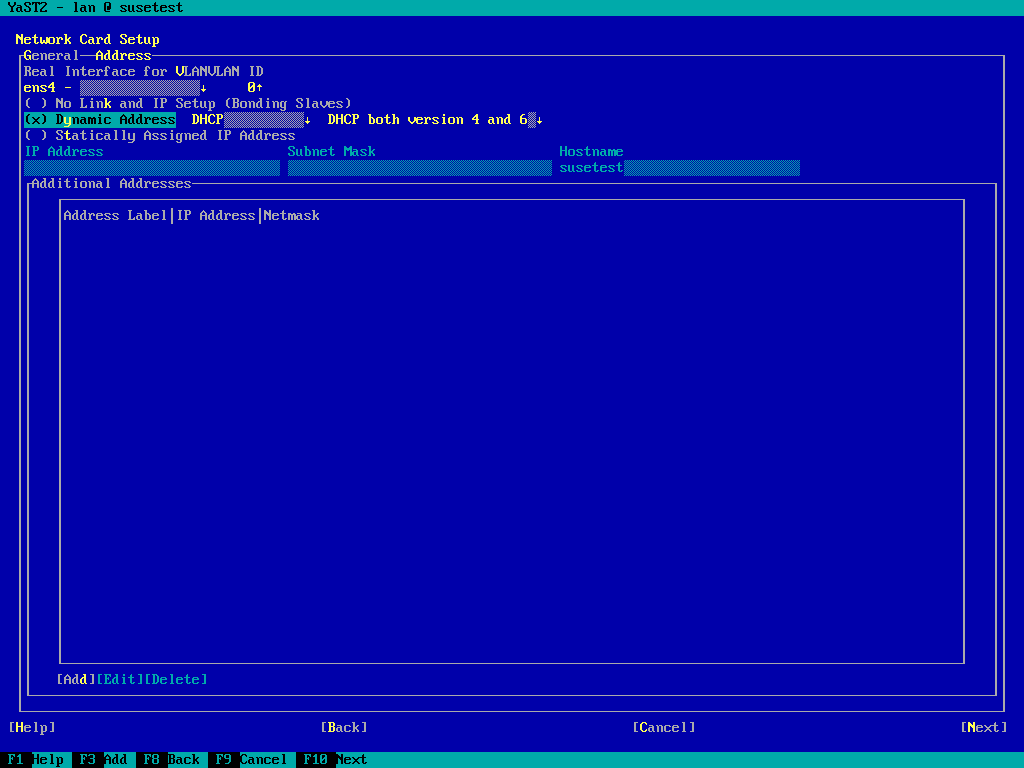 YaST2 - lan @ susetest
Network Card Setup
General Address
Real Interface for VLANVLAN ID
ens4 - ↓ 0↑
( ) No Link and IP Setup (Bonding Slaves)
(x) Dynamic Address DHCP ↓ DHCP both version 4 and 6 ↓
( ) Statically Assigned IP Address
IP Address Subnet Mask Hostname
susetest
Additional Addresses
Address Label|IP Address|Netmask
[Add][Edit][Delete]
[Help] [Back] [Cancel] [Next]
F1 Help F3 Add F8 Back F9 Cancel F10 Next